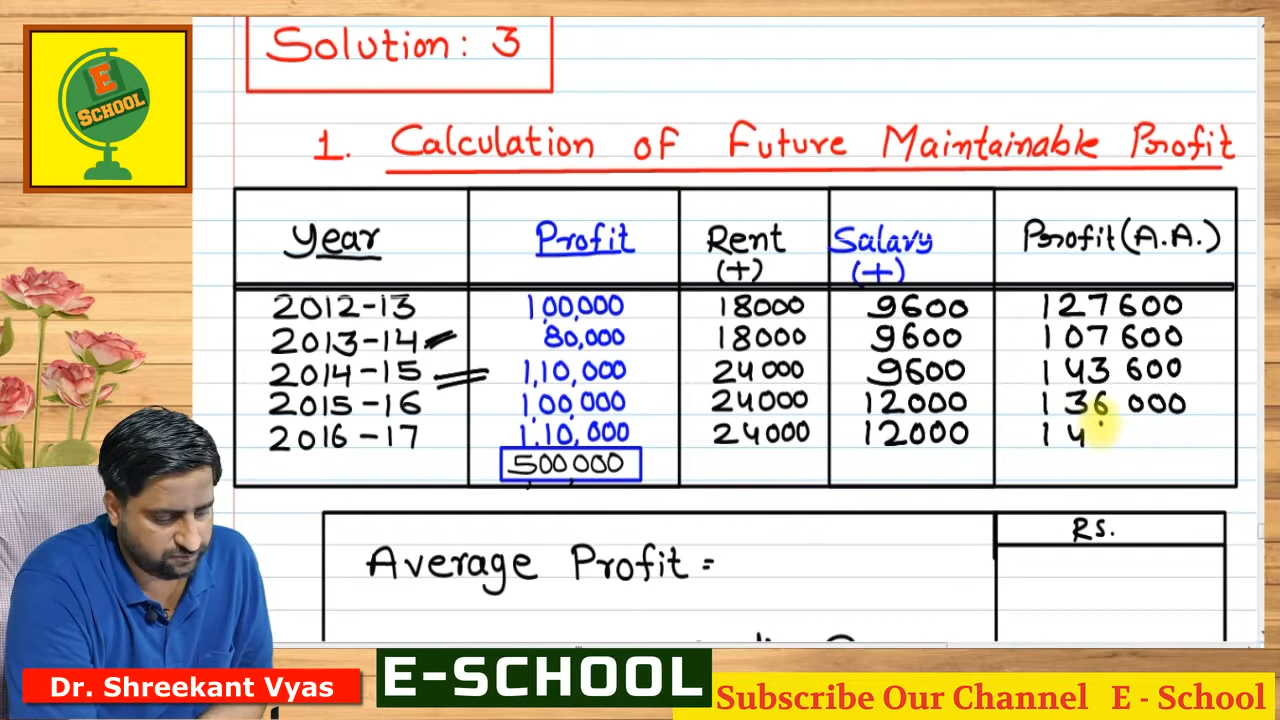 E
SCHOOL
Solution: 3
1. Calculation of Future Maintainable Profit
Year Profit Rent (+) Salary (+) Profit (A.A.)
2012-13 1,00,000 18000 9600 127600
2013-14 80,000 18000 9600 107600
2014-15 1,10,000 24000 9600 143600
2015-16 1,00,000 24000 12000 136000
2016-17 1,10,000 24000 12000 14
5,00,000
Rs.
Average Profit =
Dr. Shreekant Vyas
E-SCHOOL
Subscribe Our Channel E - School